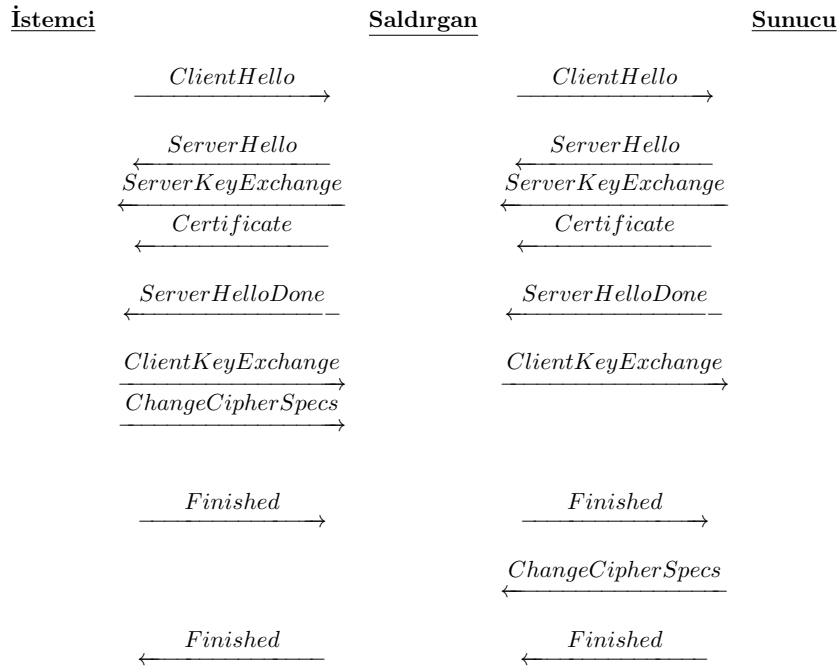 İstemci Saldırgan Sunucu
ClientHello ClientHello
ServerHello ServerHello
ServerKeyExchange ServerKeyExchange
Certificate Certificate
ServerHelloDone ServerHelloDone
ClientKeyExchange ClientKeyExchange
ChangeCipherSpecs
Finished Finished
ChangeCipherSpecs
Finished Finished